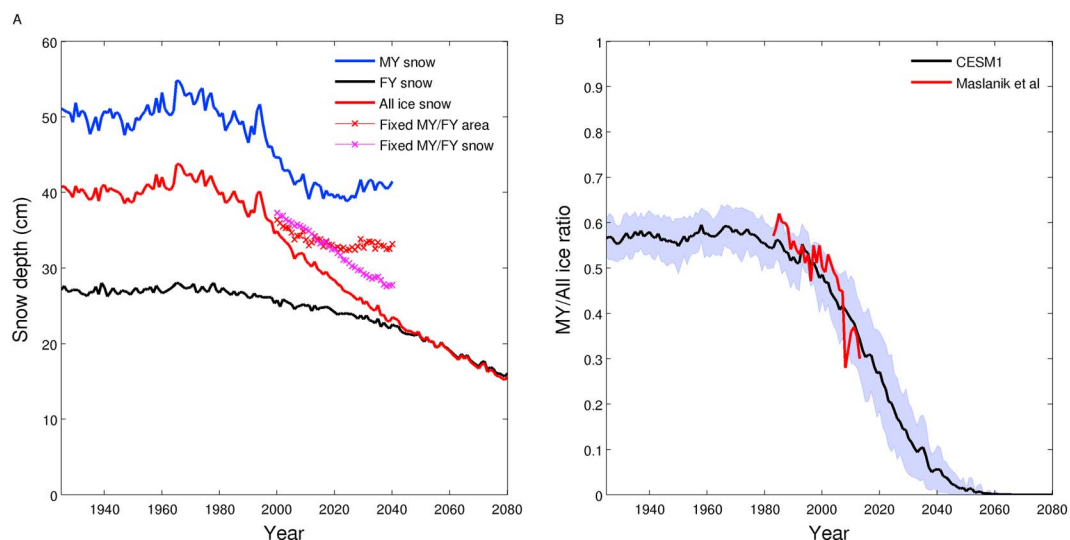 A
60
50
40
30
20
10
0
Snow depth (cm)
MY snow
FY snow
All ice snow
Fixed MY/FY area
Fixed MY/FY snow
1940 1960 1980 2000 2020 2040 2060 2080
Year
B
1
0.9
0.8
0.7
0.6
0.5
0.4
0.3
0.2
0.1
0
MY/All ice ratio
CESM1
Maslanik et al
1940 1960 1980 2000 2020 2040 2060 2080
Year